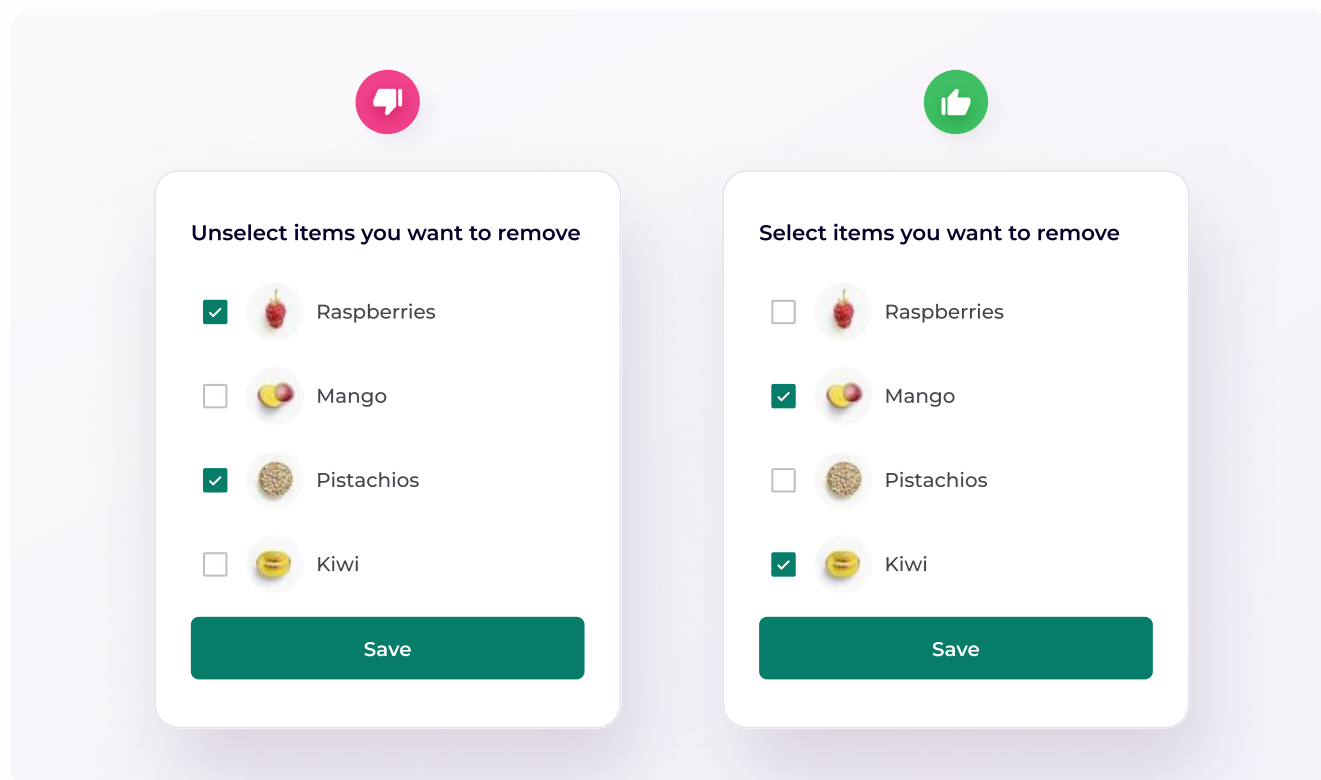 Unselect items you want to remove
Raspberries
Mango
Pistachios
Kiwi
Save
Select items you want to remove
Raspberries
Mango
Pistachios
Kiwi
Save